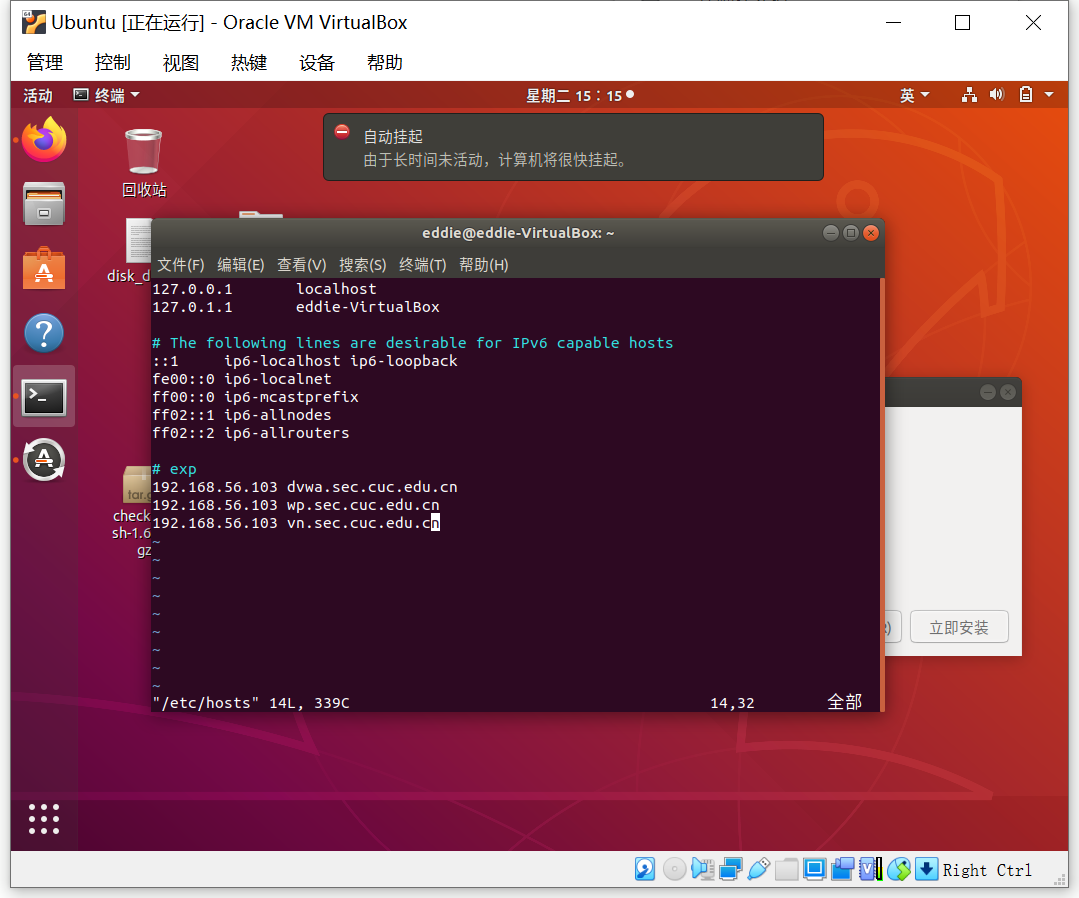 Ubuntu [正在运行] - Oracle VM VirtualBox
管理 控制 视图 热键 设备 帮助
活动 终端 星期二 15：15 英
自动挂起
由于长时间未活动，计算机将很快挂起。
回收站
disk_d
eddie@eddie-VirtualBox: ~
文件(F) 编辑(E) 查看(V) 搜索(S) 终端(T) 帮助(H)
127.0.0.1 localhost
127.0.1.1 eddie-VirtualBox
# The following lines are desirable for IPv6 capable hosts
::1 ip6-localhost ip6-loopback
fe00::0 ip6-localnet
ff00::0 ip6-mcastprefix
ff02::1 ip6-allnodes
ff02::2 ip6-allrouters
# exp
192.168.56.103 dvwa.sec.cuc.edu.cn
192.168.56.103 wp.sec.cuc.edu.cn
192.168.56.103 vn.sec.cuc.edu.cn
~
~
~
~
~
~
~
~
~
"/etc/hosts" 14L, 339C 14,32 全部
tar.g
check
sh-1.6
gz
立即安装
Right Ctrl